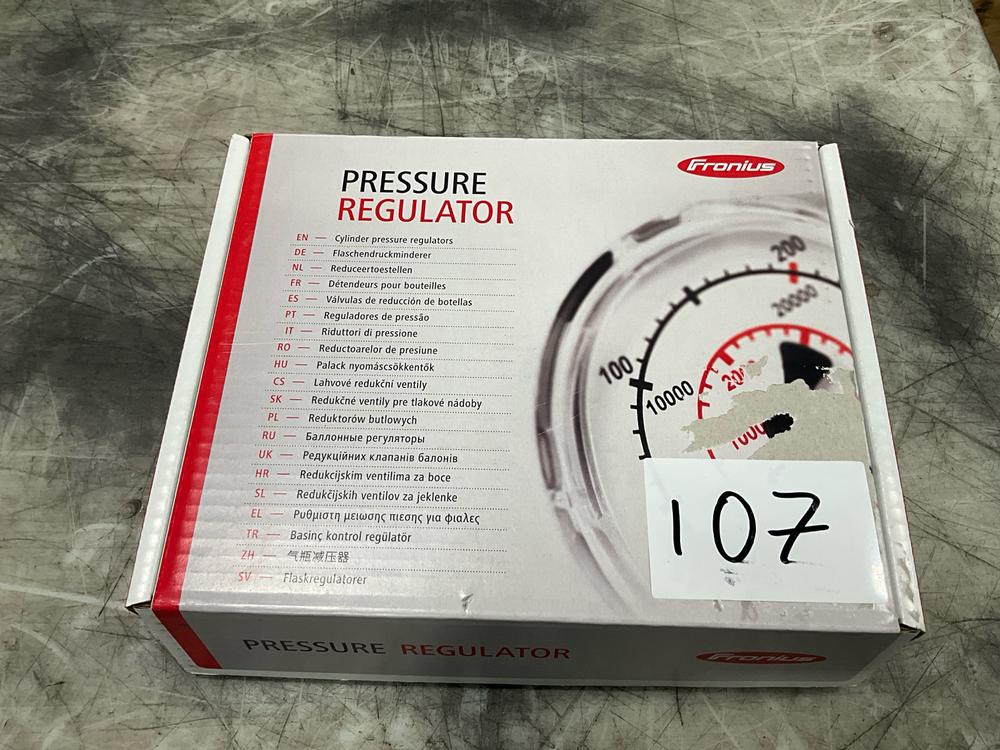 Fronius
PRESSURE
REGULATOR
EN — Cylinder pressure regulators
DE — Flaschendruckminderer
NL — Reduceertoestellen
FR — Détendeurs pour bouteilles
ES — Válvulas de reducción de botellas
PT — Reguladores de pressão
IT — Riduttori di pressione
RO — Reductoarelor de presiune
HU — Palack nyomáscsökkentők
CS — Lahvové redukční ventily
SK — Redukčné ventily pre tlakové nádoby
PL — Reduktorów butlowych
RU — Баллонные регуляторы
UK — Редукційних клапанів балонів
HR — Redukcijskim ventilima za boce
SL — Redukčijskih ventilov za jeklenke
EL — Ρυθμιστη μειωσης πιεσης για φιαλες
TR — Basinç kontrol regülatör
ZH — 气瓶减压器
SV — Flaskregulatorer
200
20000
100
10000
107
PRESSURE REGULATOR
Fronius